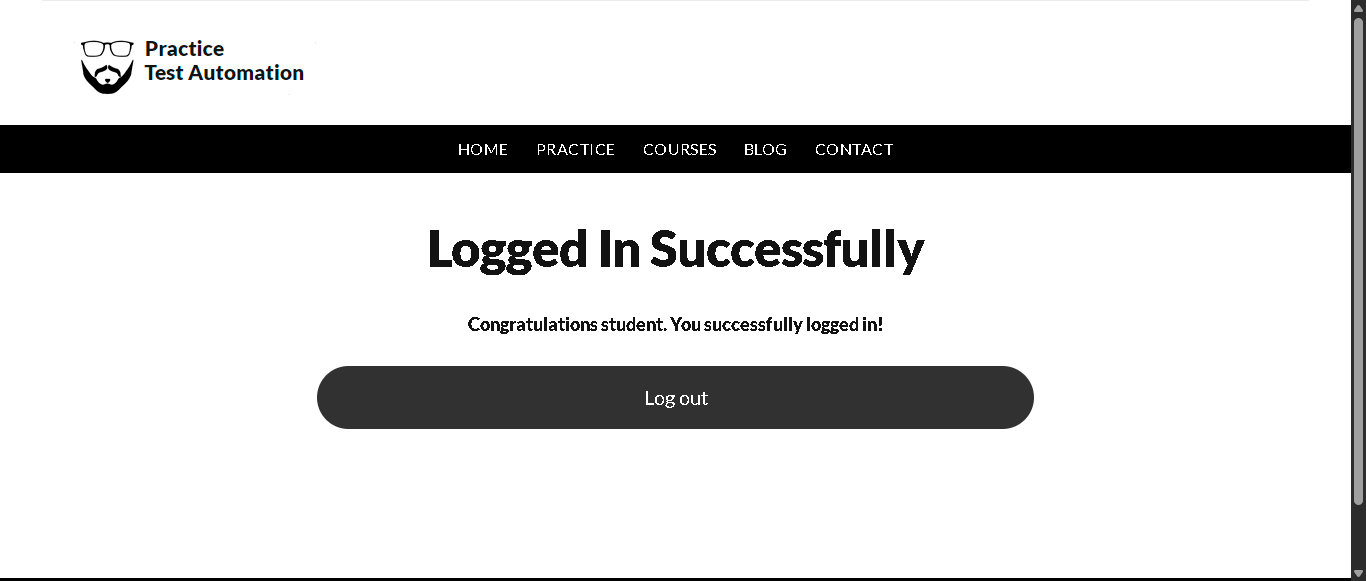 Practice
Test Automation
HOME PRACTICE COURSES BLOG CONTACT
Logged In Successfully
Congratulations student. You successfully logged in!
Log out